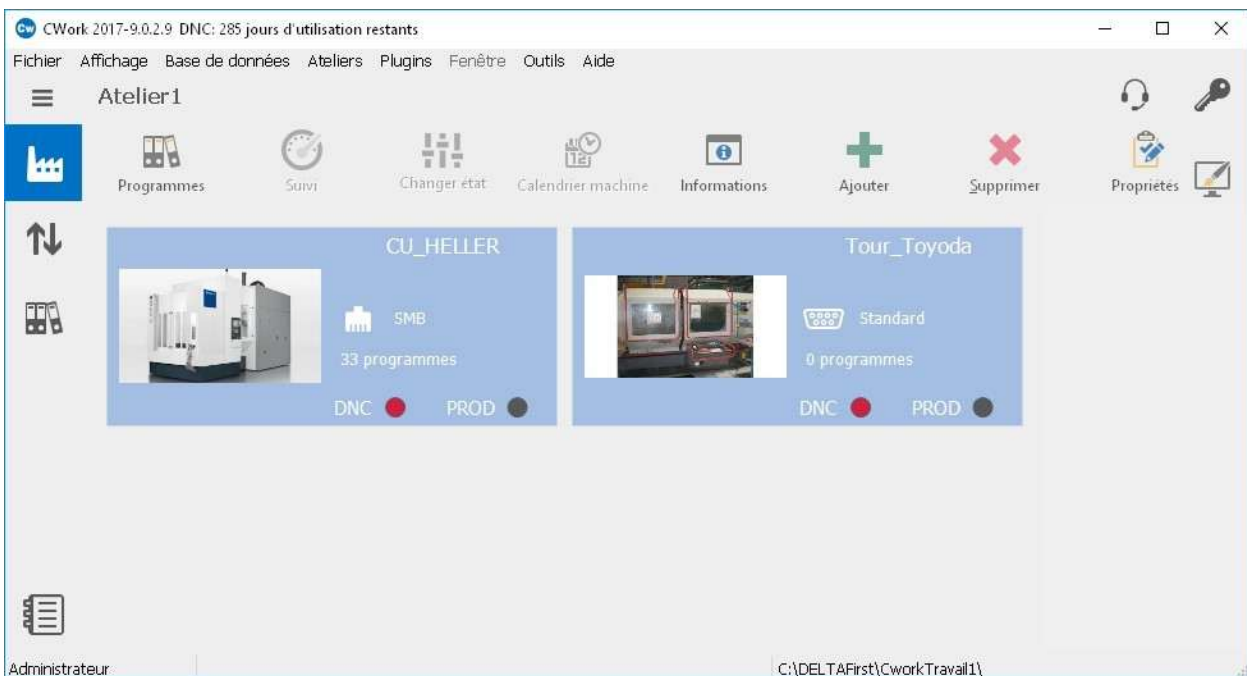 CWork 2017-9.0.2.9 DNC: 285 jours d'utilisation restants
Fichier Affichage Base de données Ateliers Plugins Fenêtre Outils Aide
Atelier1
Programmes Suivi Changer état Calendrier machine Informations Ajouter Supprimer Propriétés
CU_HELLER
SMB
33 programmes
DNC PROD
Tour_Toyoda
Standard
0 programmes
DNC PROD
Administrateur C:\DELTAFirst\CworkTravail1\